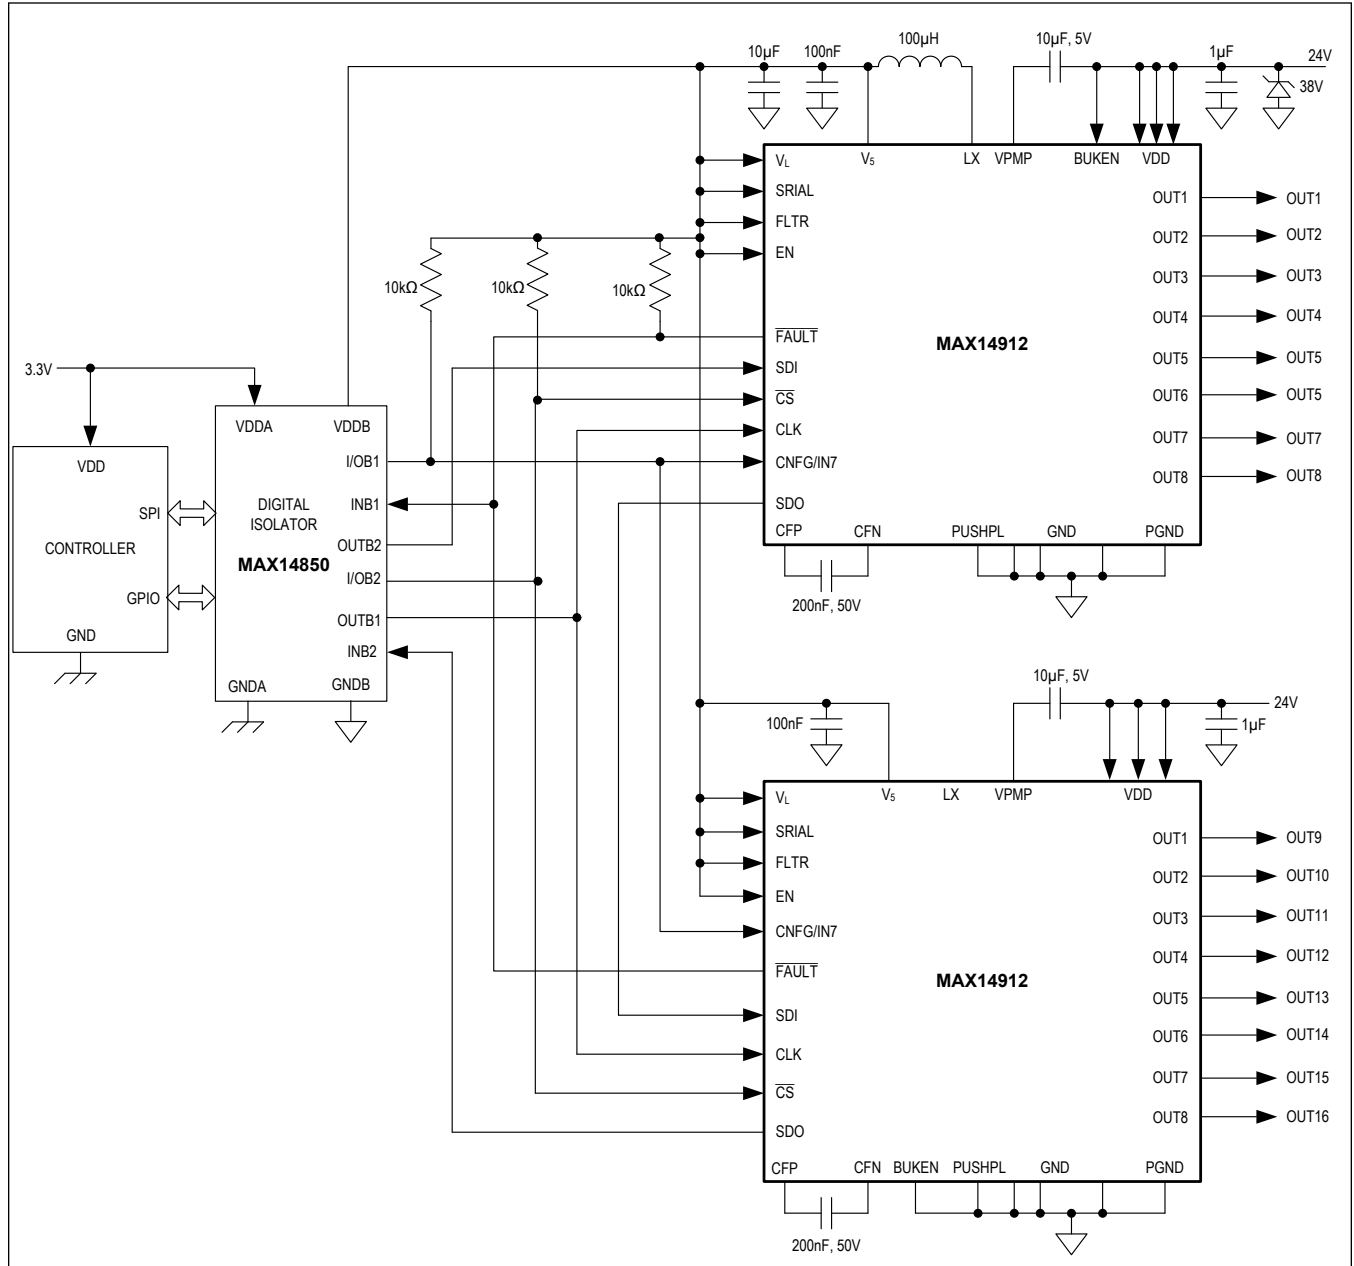 10µF 100nF 100µH 10µF, 5V 1µF 24V
38V
VL V5 LX VPMP BUKEN VDD
SRIAL
FLTR
EN
OUT1 OUT1
OUT2 OUT2
OUT3 OUT3
OUT4 OUT4
OUT5 OUT5
OUT6 OUT5
OUT7 OUT7
OUT8 OUT8
10kΩ 10kΩ 10kΩ
FAULT
MAX14912
SDI
CS
CLK
CNFG/IN7
SDO
CFP CFN PUSHPL GND PGND
200nF, 50V
3.3V
VDDA VDDB
VDD
I/OB1
SPI
DIGITAL
ISOLATOR
INB1
CONTROLLER
OUTB2
MAX14850
I/OB2
GPIO
OUTB1
GND
INB2
GNDA GNDB
10µF, 5V 24V
100nF 1µF
VL V5 LX VPMP VDD
SRIAL
FLTR
EN
CNFG/IN7
FAULT
MAX14912
SDI
CLK
CS
SDO
OUT1 OUT9
OUT2 OUT10
OUT3 OUT11
OUT4 OUT12
OUT5 OUT13
OUT6 OUT14
OUT7 OUT15
OUT8 OUT16
CFP CFN BUKEN PUSHPL GND PGND
200nF, 50V